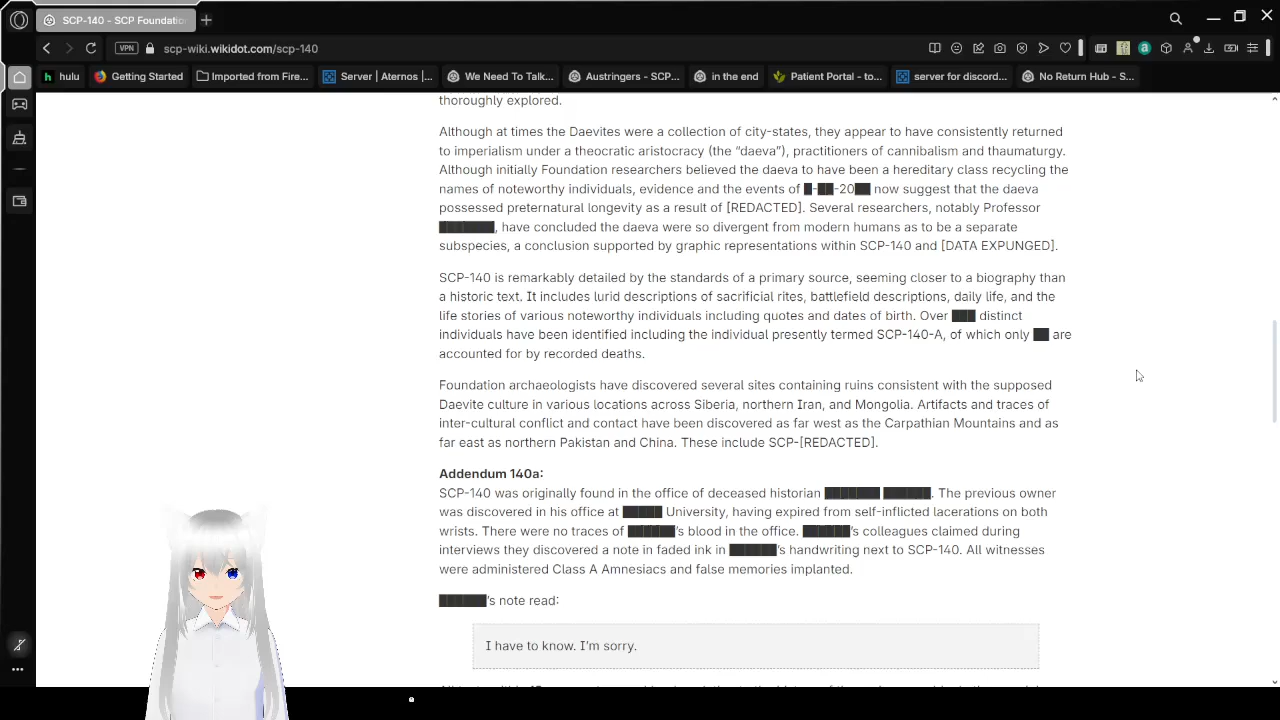 SCP-140 - SCP Foundatio
VPN scp-wiki.wikidot.com/scp-140
hulu Getting Started Imported from Fire... Server | Aternos |... We Need To Talk... Austringers - SCP... in the end Patient Portal - to... server for discord... No Return Hub - S...
thoroughly explored.
Although at times the Daevites were a collection of city-states, they appear to have consistently returned
to imperialism under a theocratic aristocracy (the “daeva”), practitioners of cannibalism and thaumaturgy.
Although initially Foundation researchers believed the daeva to have been a hereditary class recycling the
names of noteworthy individuals, evidence and the events of █-██-20██ now suggest that the daeva
possessed preternatural longevity as a result of [REDACTED]. Several researchers, notably Professor
███████, have concluded the daeva were so divergent from modern humans as to be a separate
subspecies, a conclusion supported by graphic representations within SCP-140 and [DATA EXPUNGED].
SCP-140 is remarkably detailed by the standards of a primary source, seeming closer to a biography than
a historic text. It includes lurid descriptions of sacrificial rites, battlefield descriptions, daily life, and the
life stories of various noteworthy individuals including quotes and dates of birth. Over ███ distinct
individuals have been identified including the individual presently termed SCP-140-A, of which only ██ are
accounted for by recorded deaths.
Foundation archaeologists have discovered several sites containing ruins consistent with the supposed
Daevite culture in various locations across Siberia, northern Iran, and Mongolia. Artifacts and traces of
inter-cultural conflict and contact have been discovered as far west as the Carpathian Mountains and as
far east as northern Pakistan and China. These include SCP-[REDACTED].
Addendum 140a:
SCP-140 was originally found in the office of deceased historian ███████ ██████. The previous owner
was discovered in his office at █████ University, having expired from self-inflicted lacerations on both
wrists. There were no traces of ██████’s blood in the office. ██████’s colleagues claimed during
interviews they discovered a note in faded ink in ██████’s handwriting next to SCP-140. All witnesses
were administered Class A Amnesiacs and false memories implanted.
██████’s note read:
I have to know. I’m sorry.